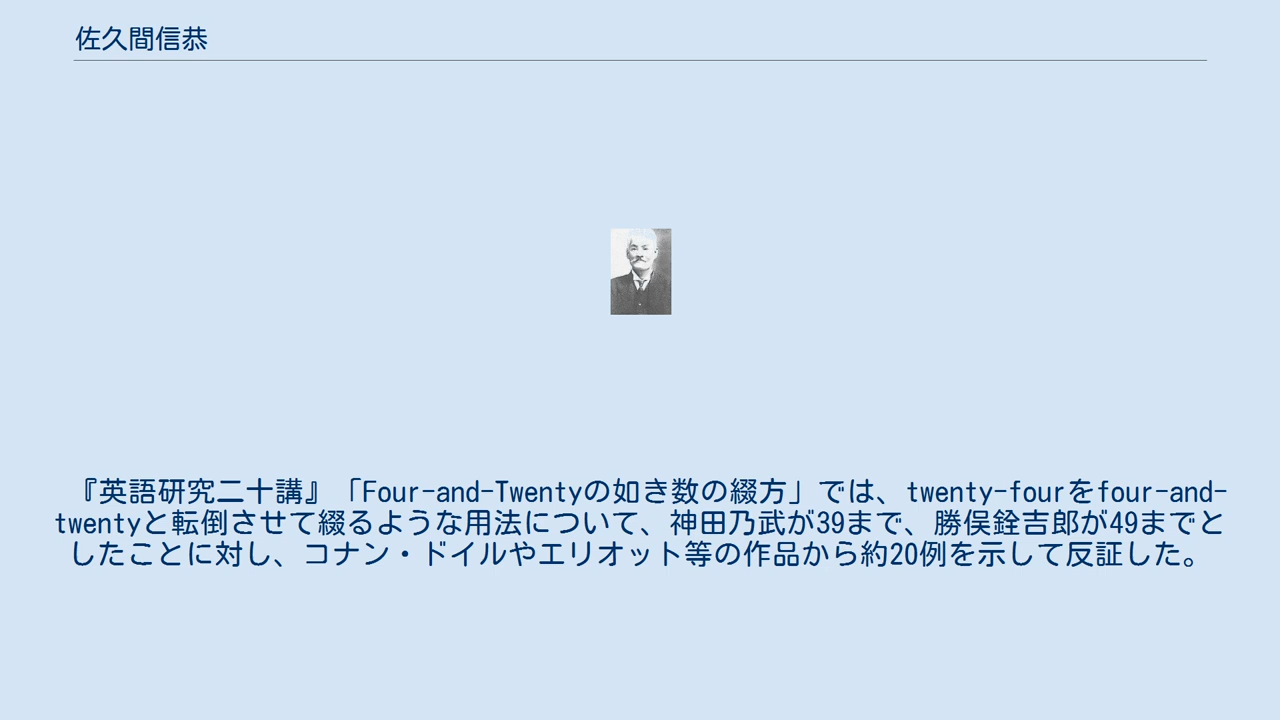 佐久間信恭
『英語研究二十講』「Four-and-Twentyの如き数の綴方」では、twenty-fourをfour-and-
twentyと転倒させて綴るような用法について、神田乃武が39まで、勝俣銓吉郎が49までと
したことに対し、コナン・ドイルやエリオット等の作品から約20例を示して反証した。